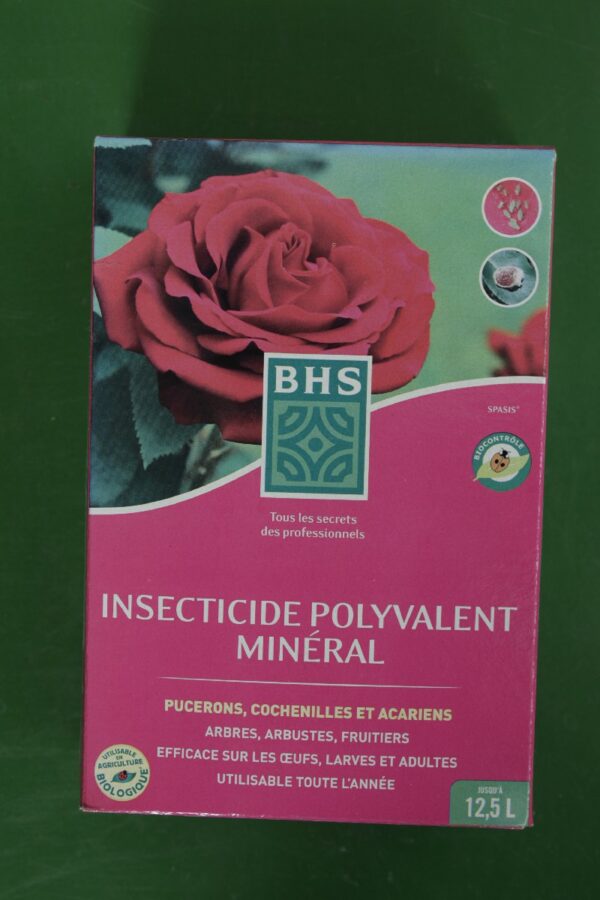 BHS
SPASIS®
BIOCONTRÔLE
Tous les secrets
des professionnels
INSECTICIDE POLYVALENT
MINÉRAL
PUCERONS, COCHENILLES ET ACARIENS
ARBRES, ARBUSTES, FRUITIERS
EFFICACE SUR LES ŒUFS, LARVES ET ADULTES
UTILISABLE TOUTE L'ANNÉE
UTILISABLE
EN
AGRICULTURE
BIOLOGIQUE
JUSQU'À
12,5 L